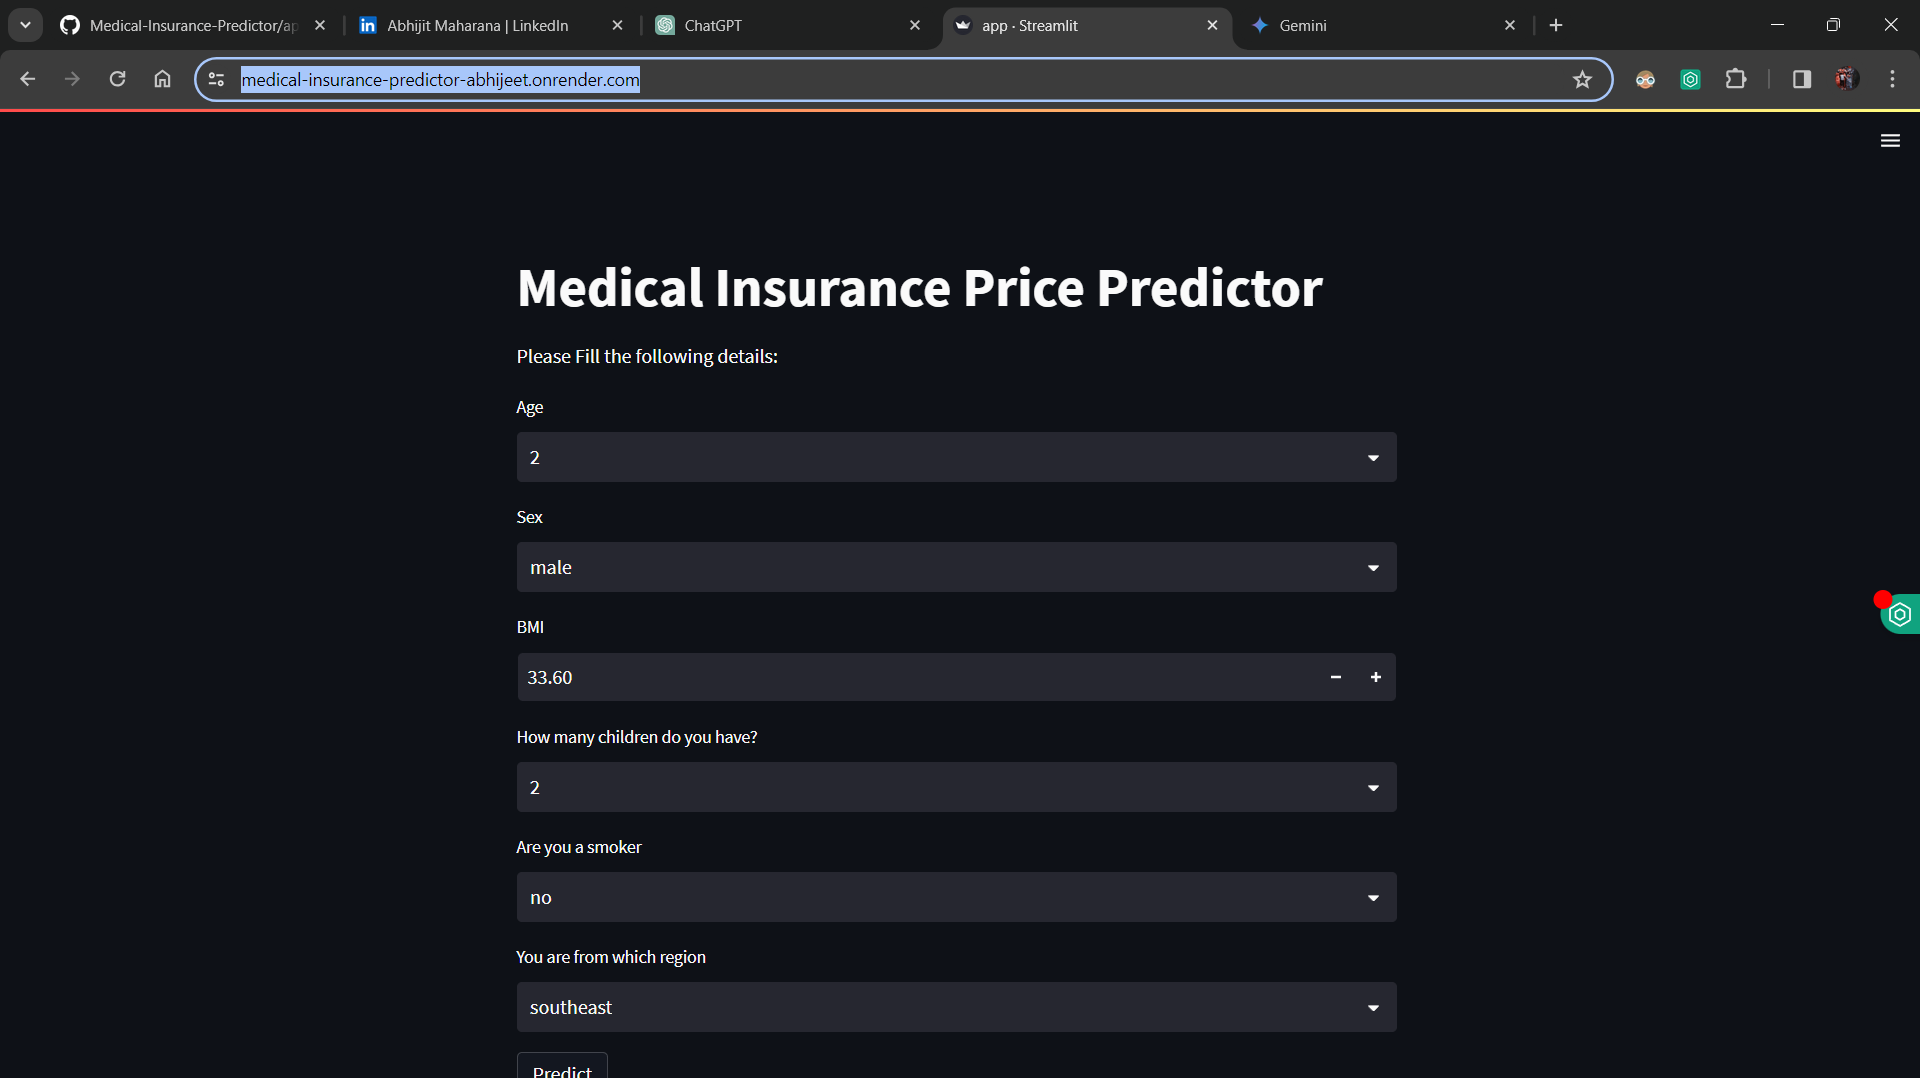 Medical-Insurance-Predictor/ap
Abhijit Maharana | LinkedIn
ChatGPT
app · Streamlit
Gemini
medical-insurance-predictor-abhijeet.onrender.com
Medical Insurance Price Predictor
Please Fill the following details:
Age
2
Sex
male
BMI
33.60
How many children do you have?
2
Are you a smoker
no
You are from which region
southeast
Predict